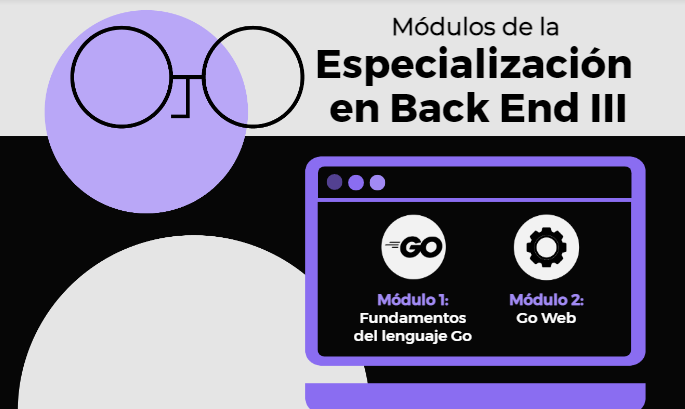 Módulos de la
Especialización
en Back End III
GO
Módulo 1:
Fundamentos
del lenguaje Go
Módulo 2:
Go Web